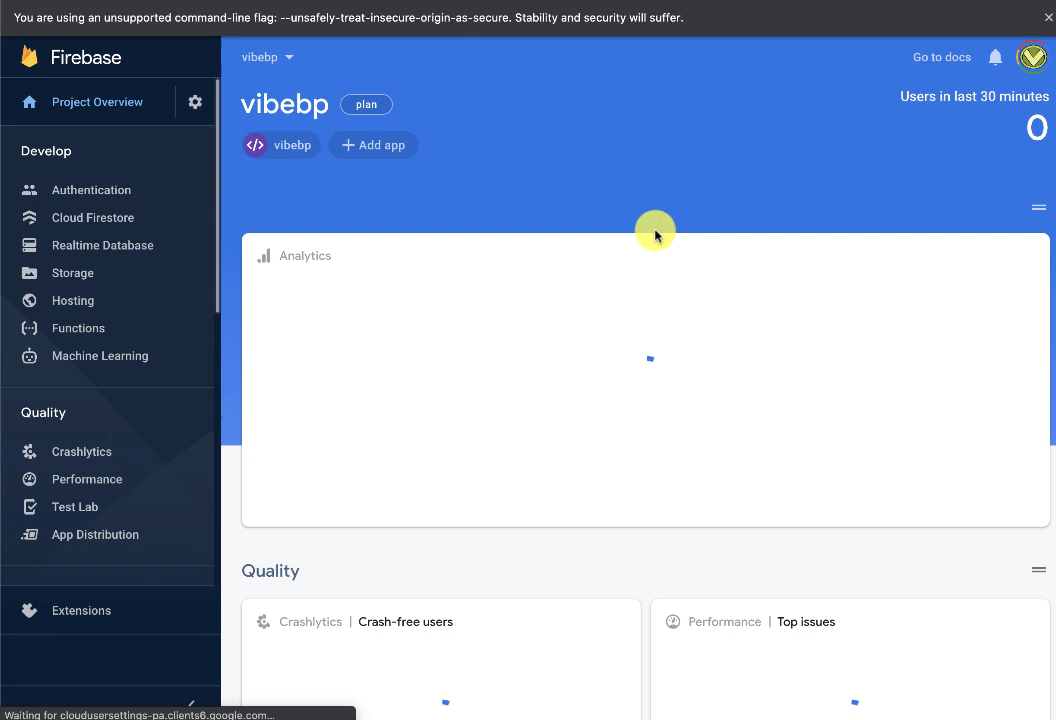 You are using an unsupported command-line flag: --unsafely-treat-insecure-origin-as-secure. Stability and security will suffer.
Firebase
vibebp
Go to docs
Project Overview
vibebp
plan
Users in last 30 minutes
0
vibebp
Add app
Develop
Authentication
Cloud Firestore
Realtime Database
Storage
Hosting
Functions
Machine Learning
Analytics
Quality
Crashlytics
Performance
Test Lab
App Distribution
Extensions
Quality
Crashlytics | Crash-free users
Performance | Top issues
Waiting for cloudusersettings-pa.clients6.google.com...